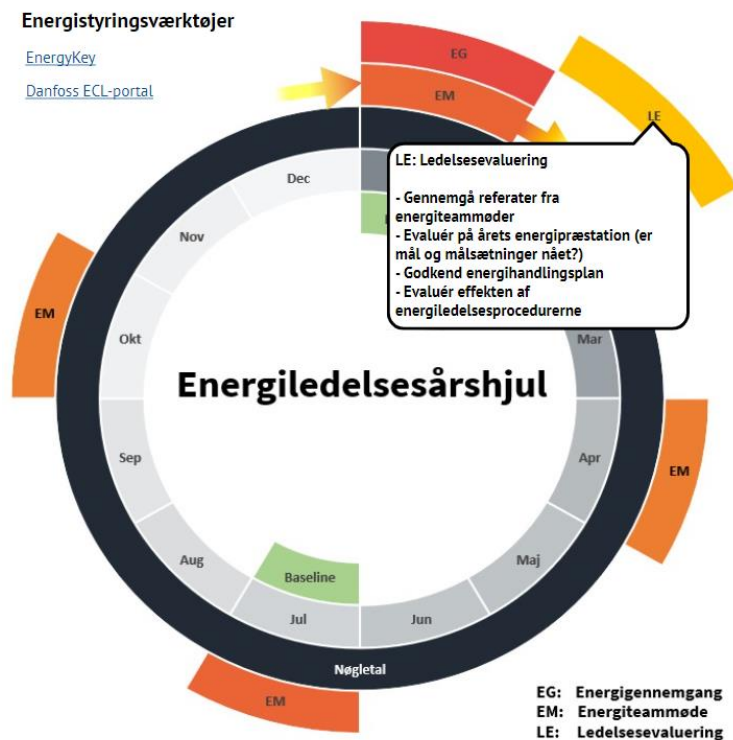 Energistyringsværktøjer
EnergyKey
Danfoss ECL-portal
EG
EM
LE
LE: Ledelsesevaluering
- Gennemgå referater fra
energiteammøder
- Evaluér på årets energipræstation (er
mål og målsætninger nået?)
- Godkend energihandlingsplan
- Evaluér effekten af
energiledelsesprocedurerne
Dec
Nov
EM
Okt
Mar
Energiledelsesårshjul
Sep
Apr
EM
Aug
Baseline
Maj
Jul
Jun
Nøgletal
EM
EG: Energigennemgang
EM: Energiteammøde
LE: Ledelsesevaluering